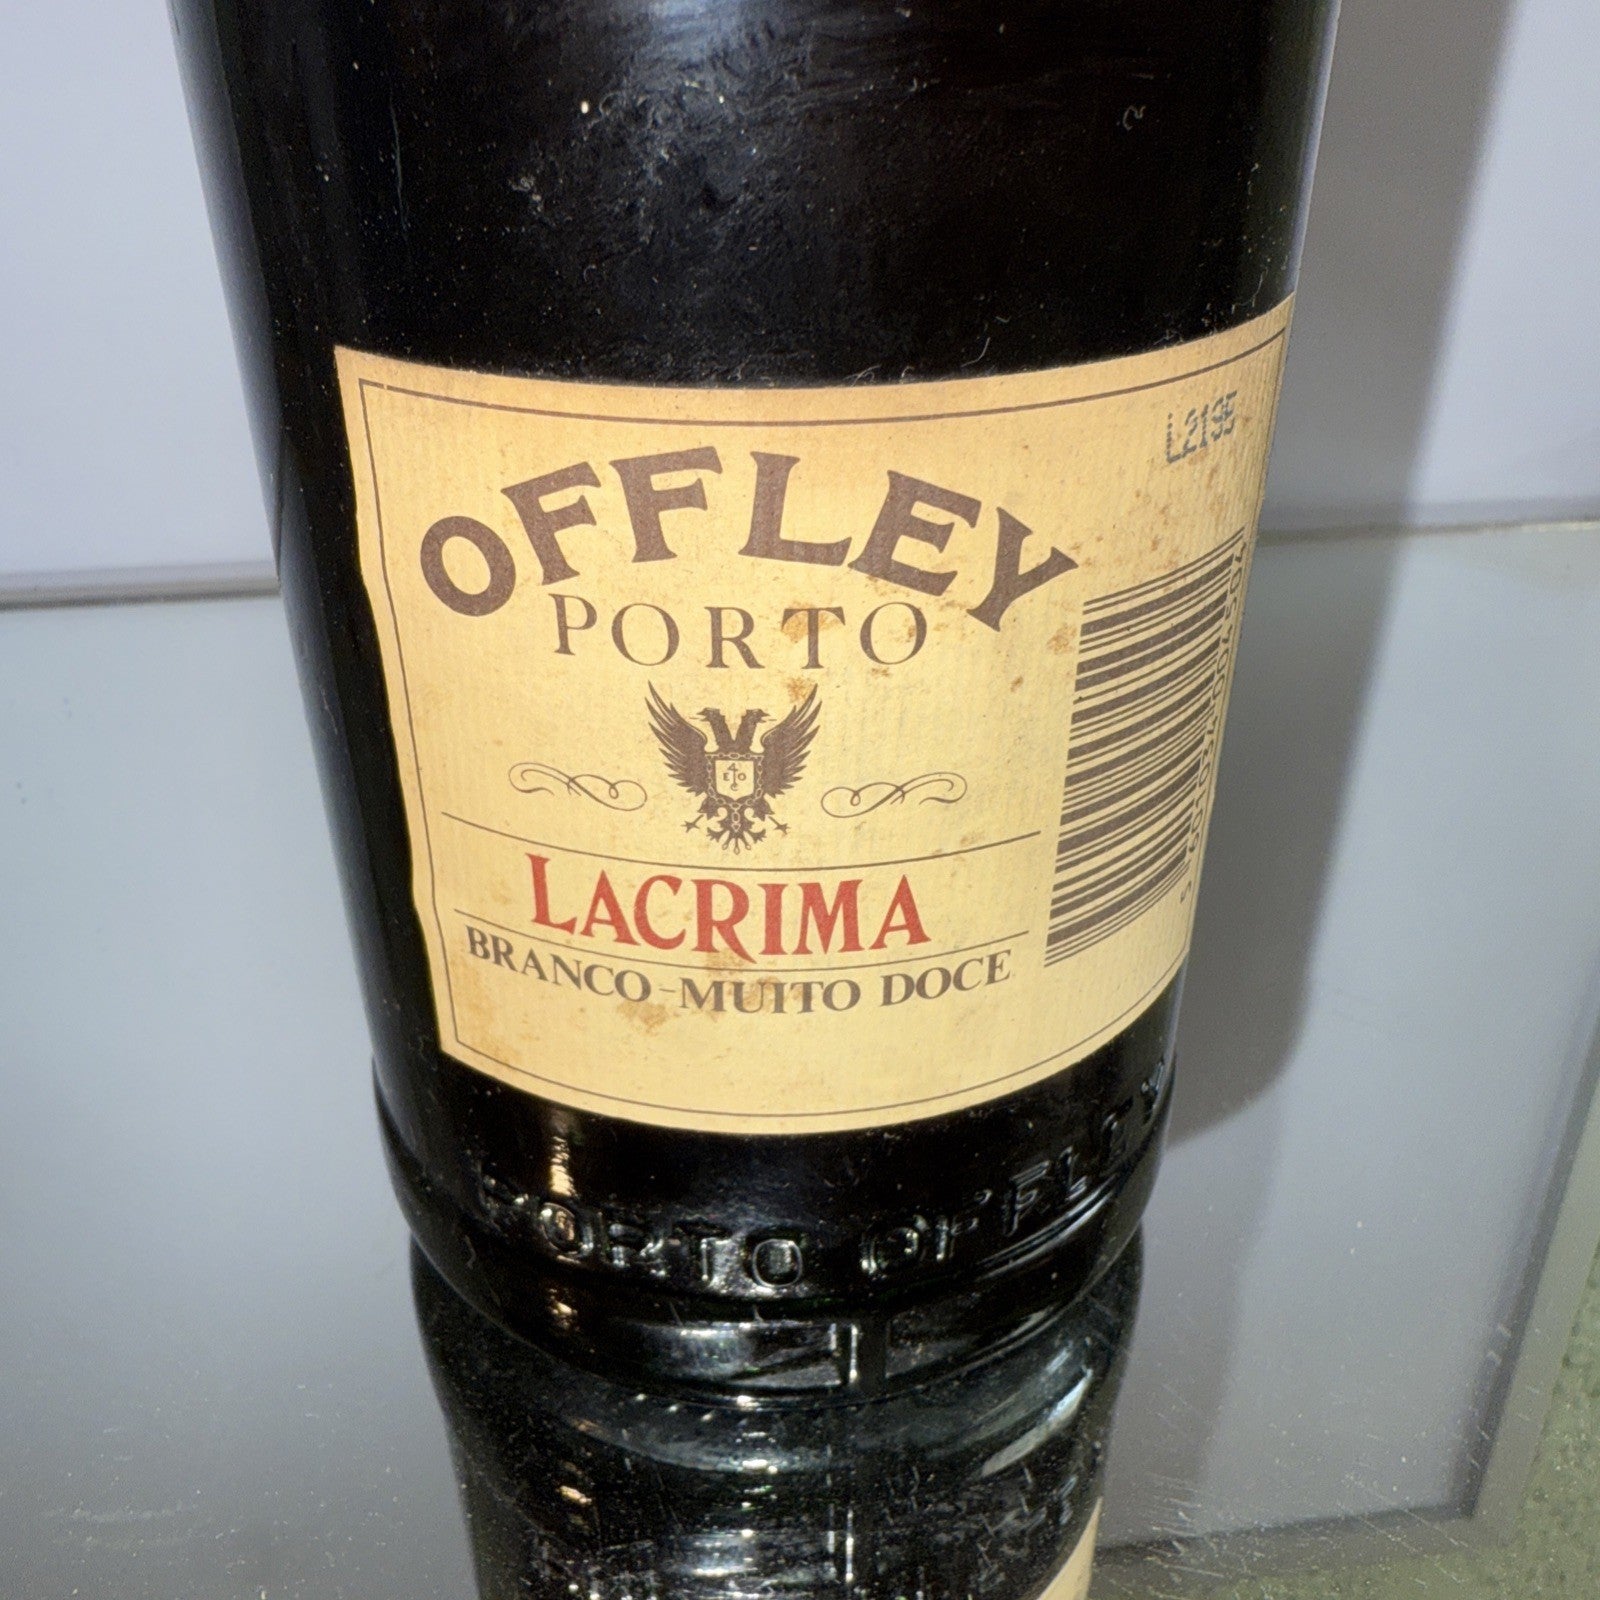 L2195
OFFLEY
PORTO
LACRIMA
BRANCO-MUITO DOCE
PORTO OFFLEY